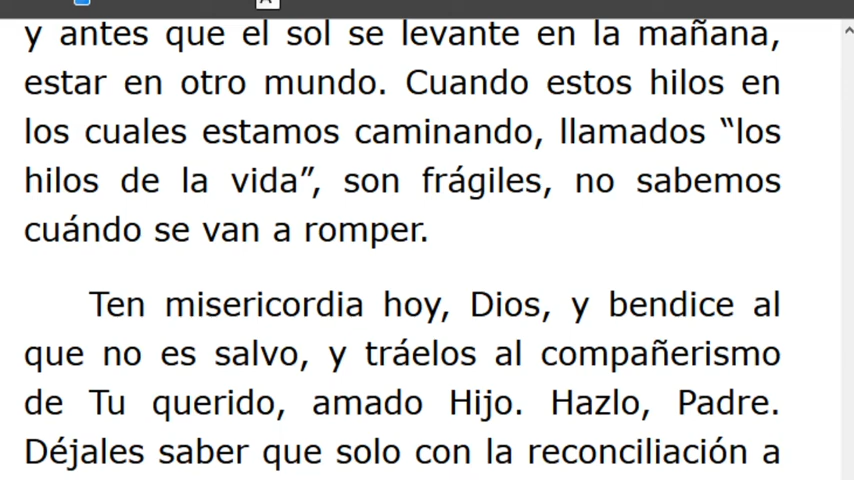 y antes que el sol se levante en la mañana,
estar en otro mundo. Cuando estos hilos en
los cuales estamos caminando, llamados “los
hilos de la vida”, son frágiles, no sabemos
cuándo se van a romper.
Ten misericordia hoy, Dios, y bendice al
que no es salvo, y tráelos al compañerismo
de Tu querido, amado Hijo. Hazlo, Padre.
Déjales saber que solo con la reconciliación a